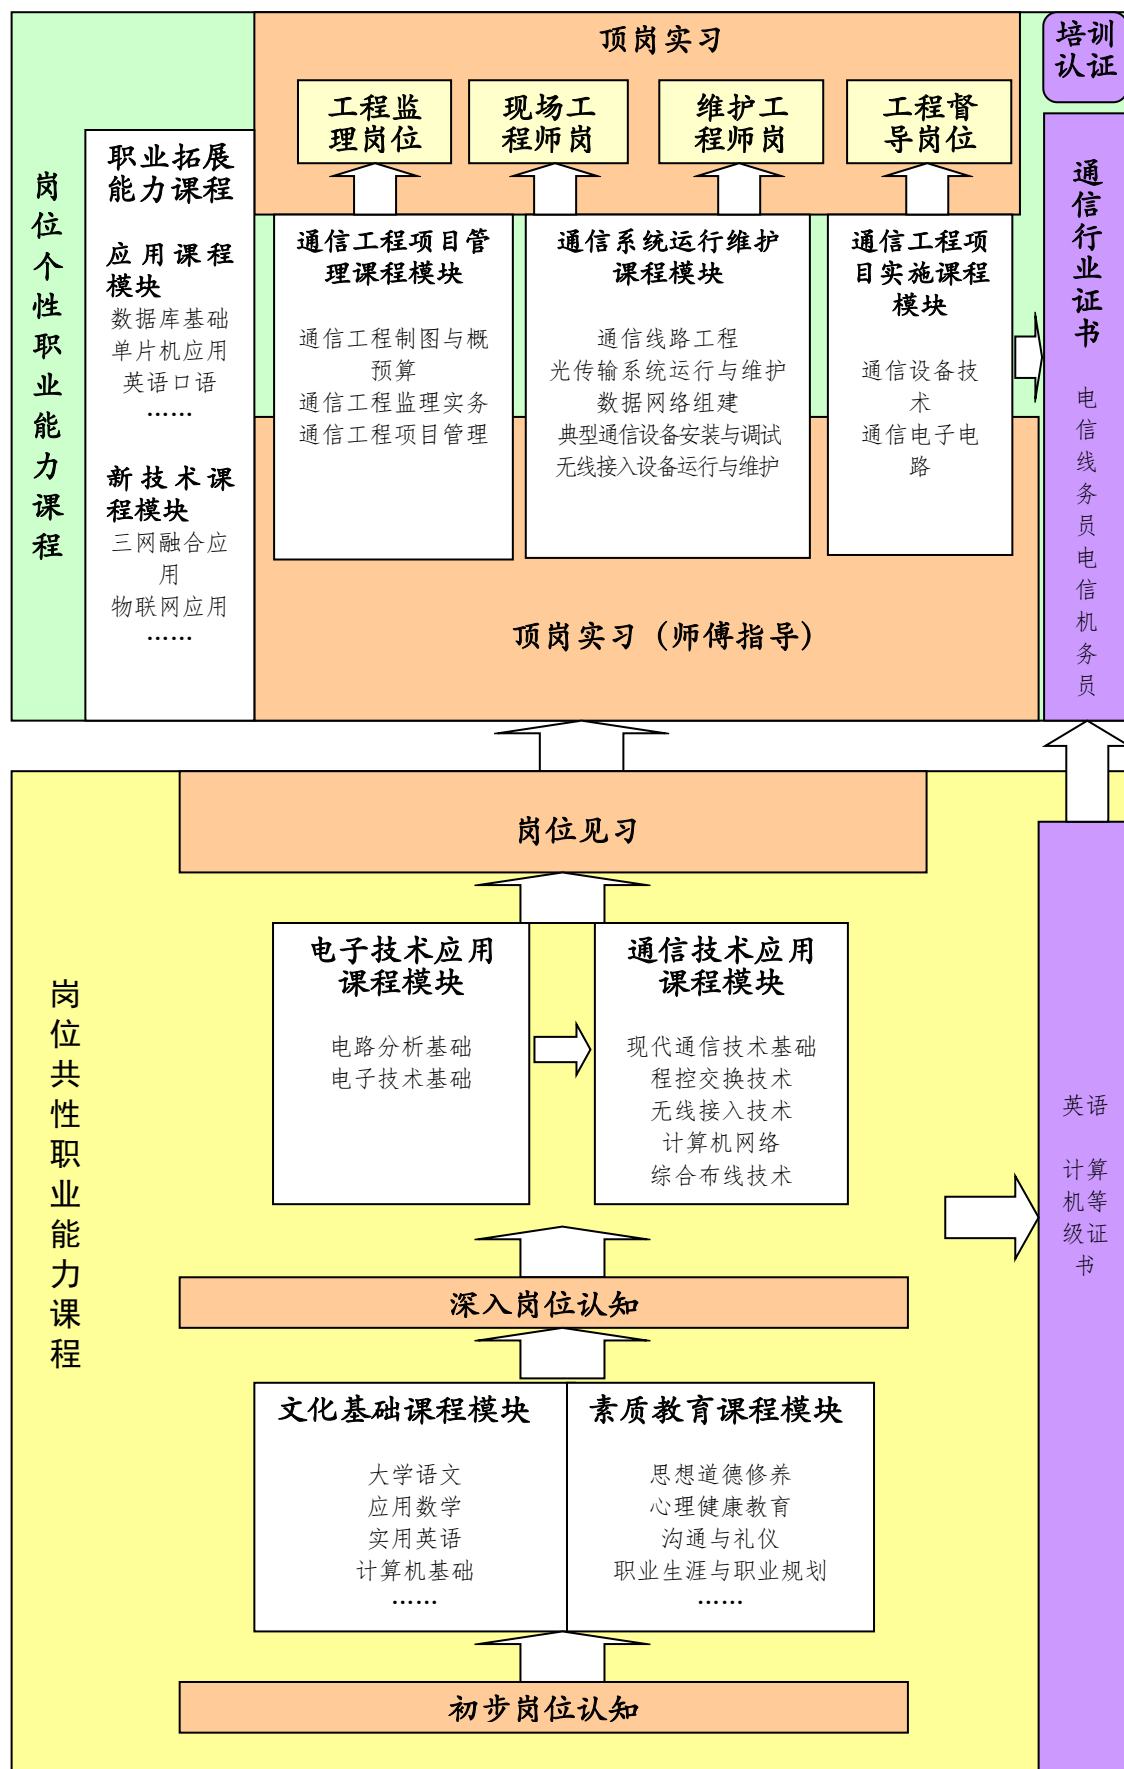 顶岗实习
培训
认证
工程监
理岗位
现场工
程师岗
维护工
程师岗
工程督
导岗位
岗位个性职业能力课程
职业拓展
能力课程
应用课程
模块
数据库基础
单片机应用
英语口语
……
新技术课
程模块
三网融合应
用
物联网应用
……
通信工程项目管
理课程模块
通信工程制图与概
预算
通信工程监理实务
通信工程项目管理
通信系统运行维护
课程模块
通信线路工程
光传输系统运行与维护
数据网络组建
典型通信设备安装与调试
无线接入设备运行与维护
通信工程项
目实施课程
模块
通信设备技
术
通信电子电
路
通信行业证书
电信线务员电信机务员
顶岗实习（师傅指导）
岗位共性职业能力课程
岗位见习
电子技术应用
课程模块
电路分析基础
电子技术基础
通信技术应用
课程模块
现代通信技术基础
程控交换技术
无线接入技术
计算机网络
综合布线技术
英语
计算
机等
级证
书
深入岗位认知
文化基础课程模块
大学语文
应用数学
实用英语
计算机基础
……
素质教育课程模块
思想道德修养
心理健康教育
沟通与礼仪
职业生涯与职业规划
……
初步岗位认知